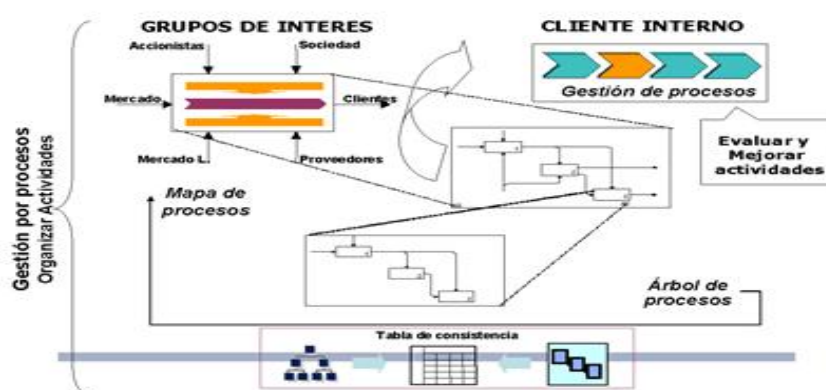 GRUPOS DE INTERES
CLIENTE INTERNO
Accionistas
Sociedad
Mercado
Clientes
Mercado L.
Proveedores
Gestión de procesos
Evaluar y
Mejorar
actividades
Mapa de
procesos
Gestión por procesos
Organizar Actividades
Árbol de
procesos
Tabla de consistencia